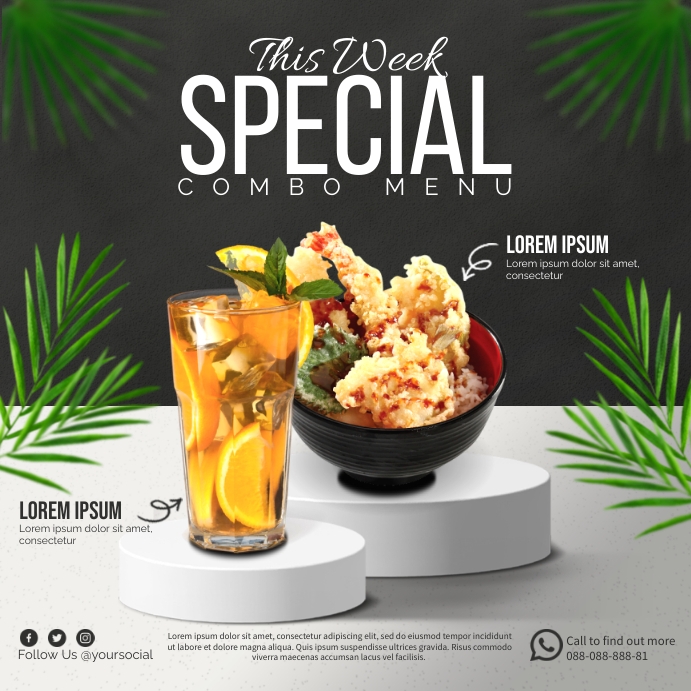 This Week
SPECIAL
COMBO MENU
LOREM IPSUM
Lorem ipsum dolor sit amet,
consectetur
LOREM IPSUM
Lorem ipsum dolor sit amet,
consectetur
Follow Us @yoursocial
Lorem ipsum dolor sit amet, consectetur adipiscing elit, sed do eiusmod tempor incididunt
ut labore et dolore magna aliqua. Quis ipsum suspendisse ultrices gravida. Risus commodo
viverra maecenas accumsan lacus vel facilisis.
Call to find out more
088-088-888-81